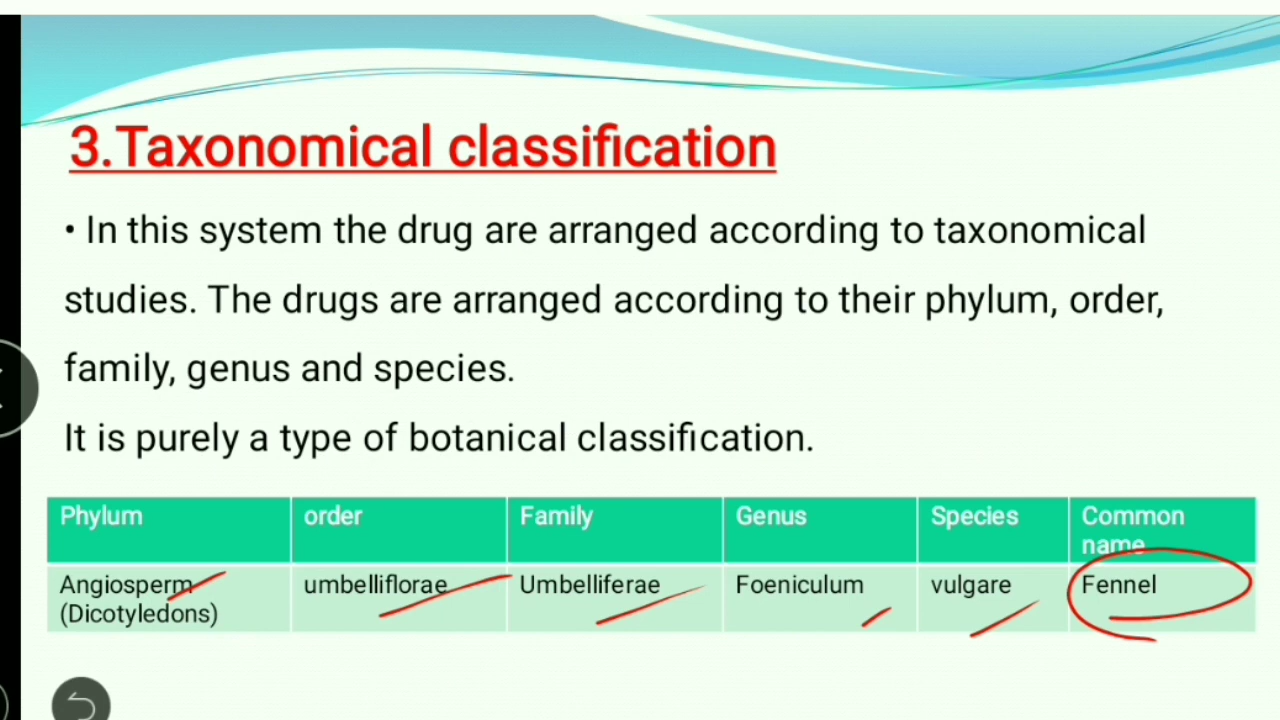 3.Taxonomical classification
• In this system the drug are arranged according to taxonomical
studies. The drugs are arranged according to their phylum, order,
family, genus and species.
It is purely a type of botanical classification.
Phylum order Family Genus Species Common
name
Angiosperm umbelliflorae Umbelliferae Foeniculum vulgare Fennel
(Dicotyledons)